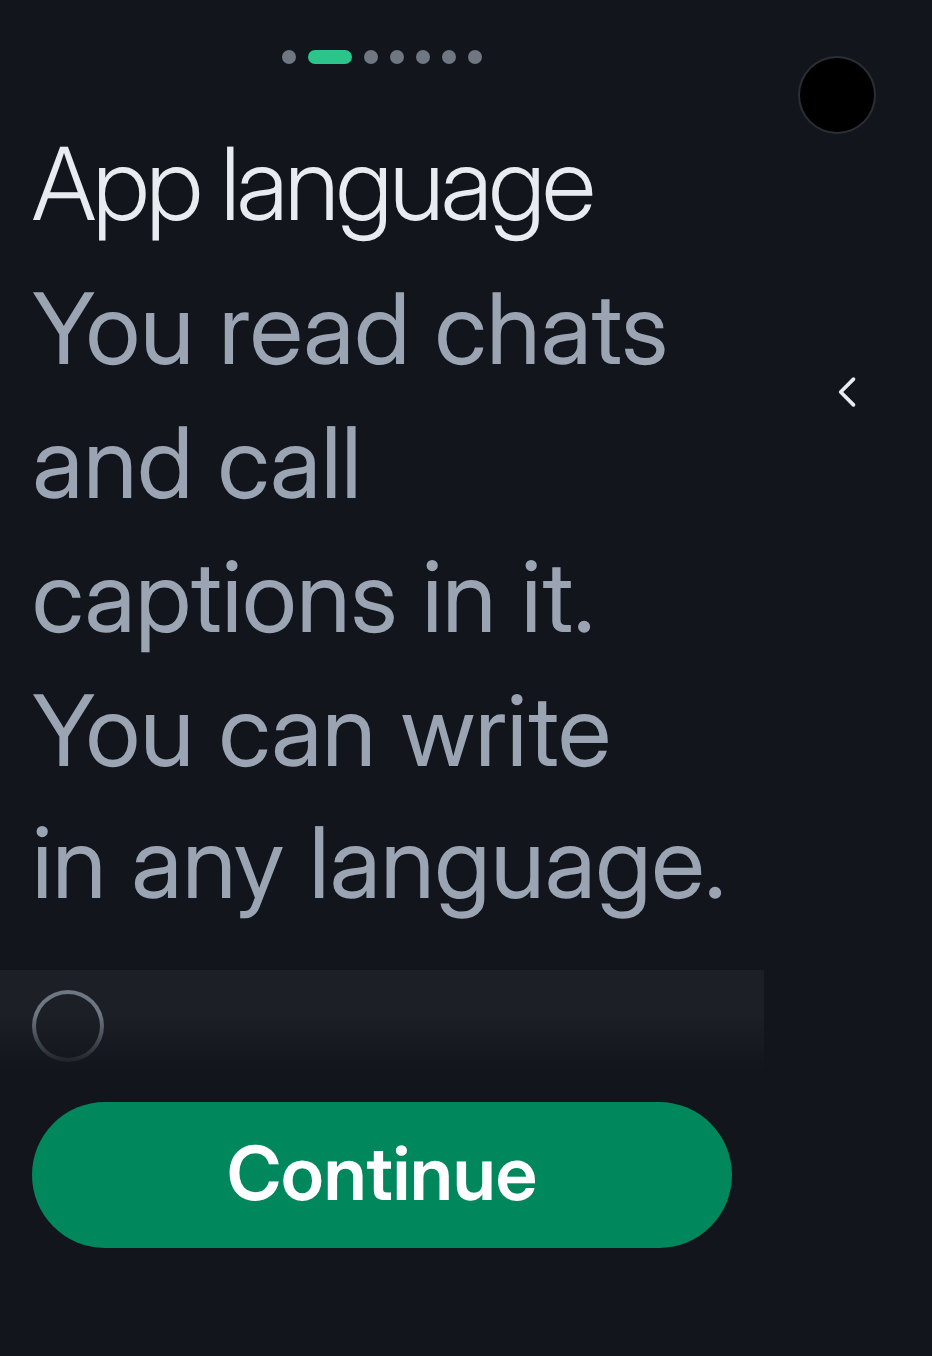 App language
You read chats
and call
captions in it.
You can write
in any language.
Continue